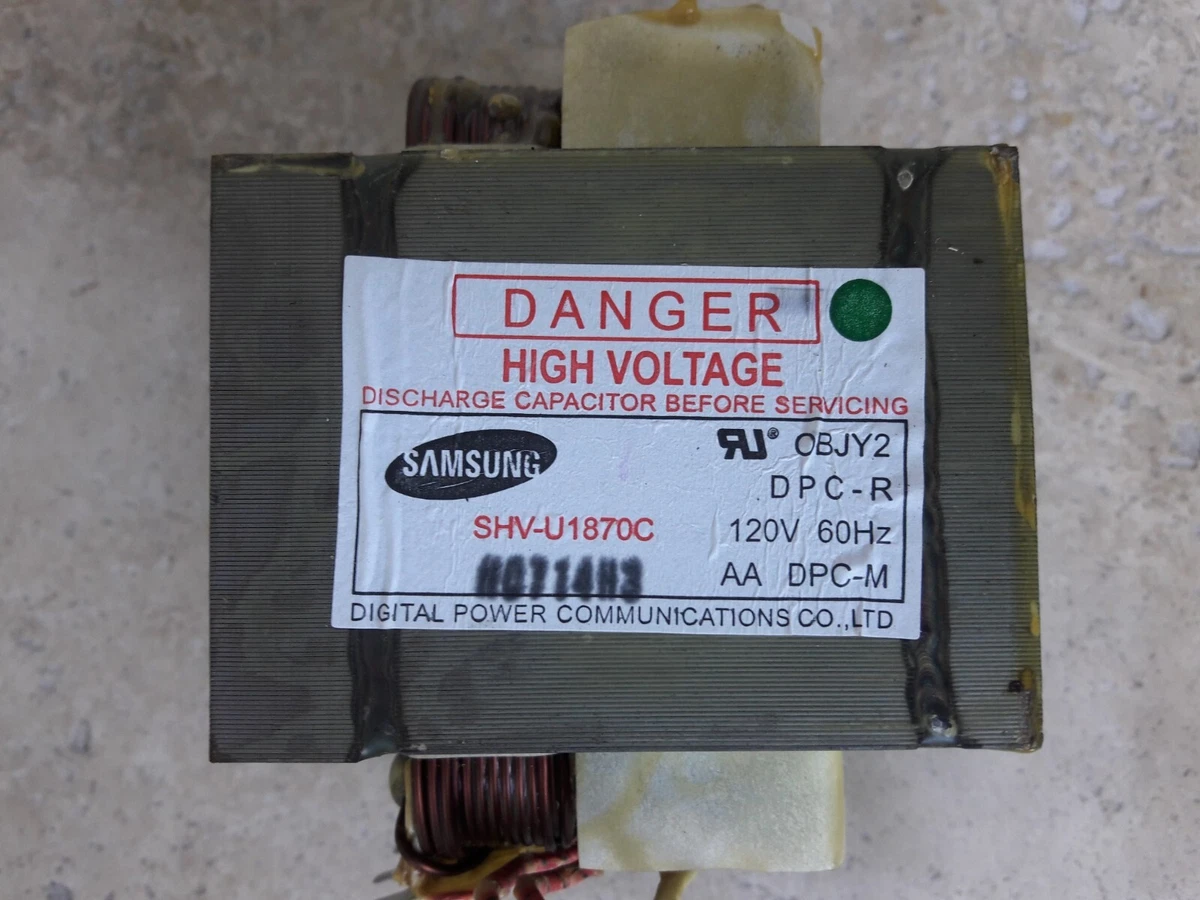 DANGER
HIGH VOLTAGE
DISCHARGE CAPACITOR BEFORE SERVICING
SAMSUNG RU® OBJY2
DPC-R
SHV-U1870C 120V 60Hz
AA DPC-M
DIGITAL POWER COMMUNICATIONS CO.,LTD